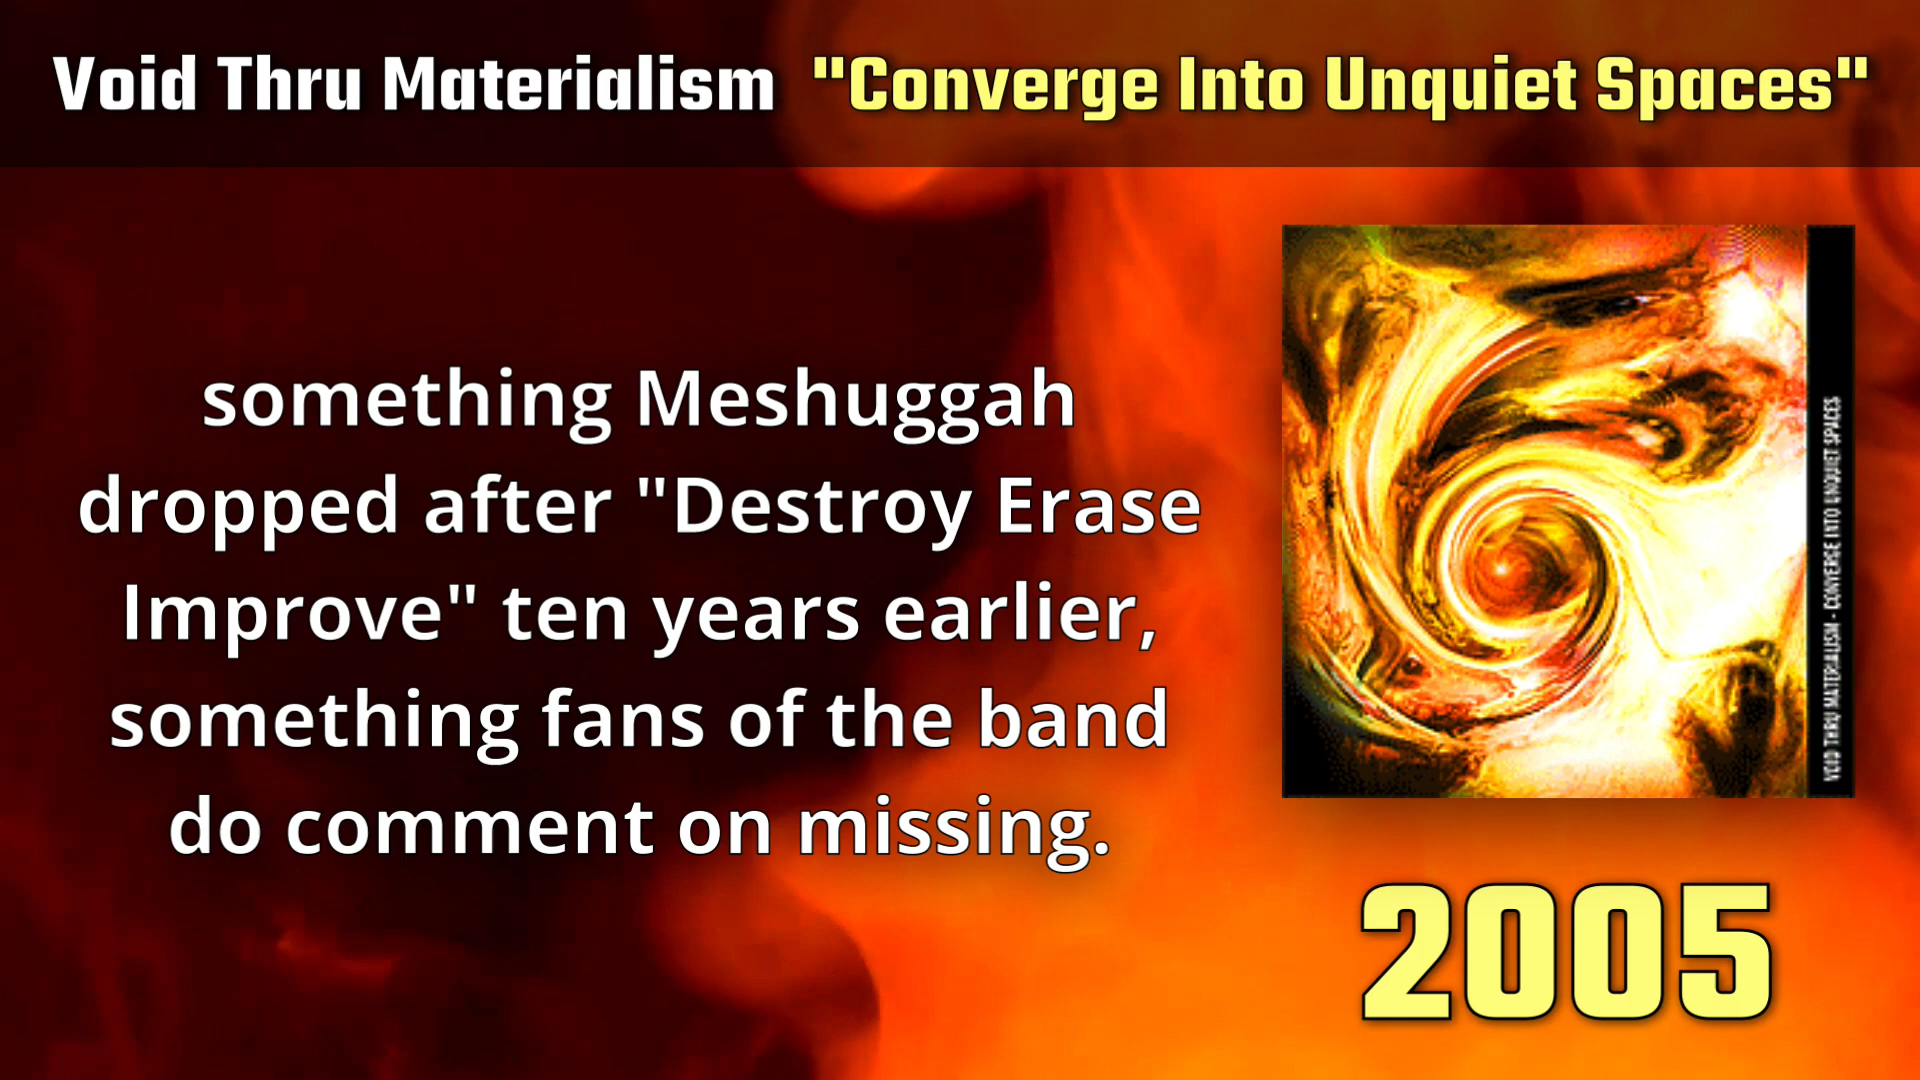 Void Thru Materialism "Converge Into Unquiet Spaces"
something Meshuggah
dropped after "Destroy Erase
Improve" ten years earlier,
something fans of the band
do comment on missing.
VOID THRU MATERIALISM - CONVERGE INTO UNQUIET SPACES
2005